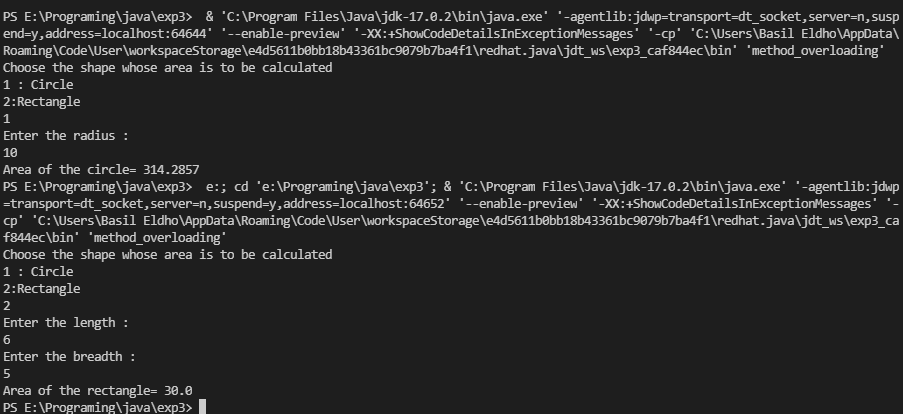 PS E:\Programing\java\exp3>  & 'C:\Program Files\Java\jdk-17.0.2\bin\java.exe' '-agentlib:jdwp=transport=dt_socket,server=n,susp
end=y,address=localhost:64644' '--enable-preview' '-XX:+ShowCodeDetailsInExceptionMessages' '-cp' 'C:\Users\Basil Eldho\AppData\
Roaming\Code\User\workspaceStorage\e4d5611b0bb18b43361bc9079b7ba4f1\redhat.java\jdt_ws\exp3_caf844ec\bin' 'method_overloading'
Choose the shape whose area is to be calculated
1 : Circle
2:Rectangle
1
Enter the radius :
10
Area of the circle= 314.2857
PS E:\Programing\java\exp3>  e:; cd 'e:\Programing\java\exp3'; & 'C:\Program Files\Java\jdk-17.0.2\bin\java.exe' '-agentlib:jdwp
=transport=dt_socket,server=n,suspend=y,address=localhost:64652' '--enable-preview' '-XX:+ShowCodeDetailsInExceptionMessages' '-
cp' 'C:\Users\Basil Eldho\AppData\Roaming\Code\User\workspaceStorage\e4d5611b0bb18b43361bc9079b7ba4f1\redhat.java\jdt_ws\exp3_ca
f844ec\bin' 'method_overloading'
Choose the shape whose area is to be calculated
1 : Circle
2:Rectangle
2
Enter the length :
6
Enter the breadth :
5
Area of the rectangle= 30.0
PS E:\Programing\java\exp3>